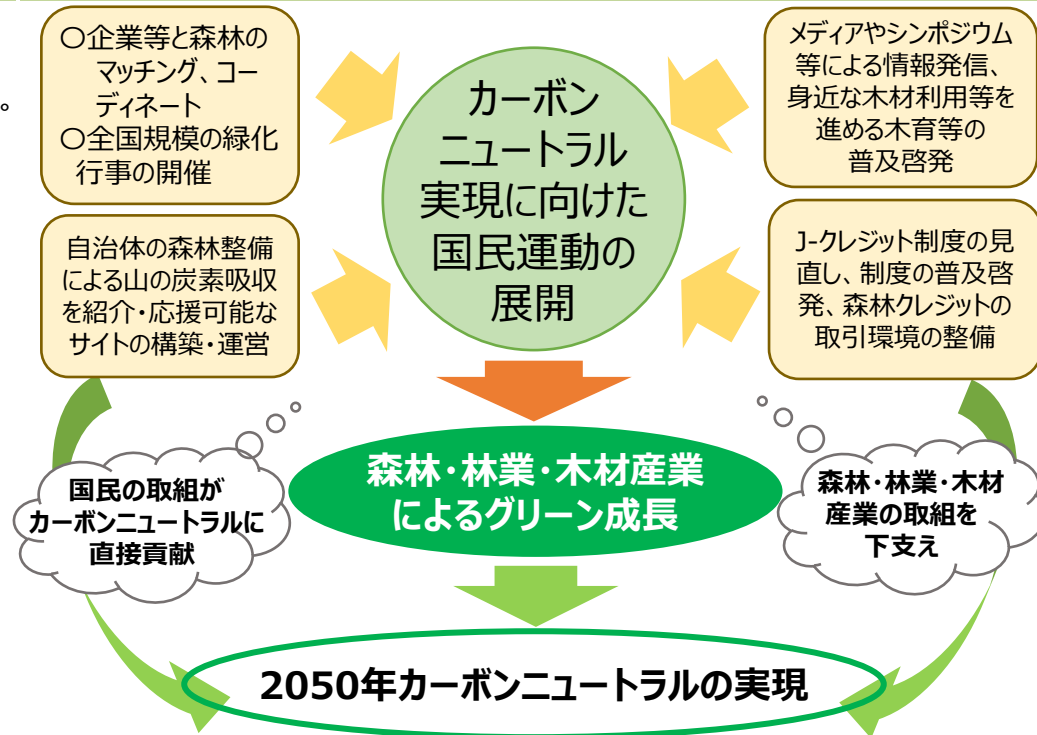 〇企業等と森林の
マッチング、コー
ディネート
〇全国規模の緑化
行事の開催
。
カーボン
ニュートラル
実現に向けた
国民運動の
展開
メディアやシンポジウム
等による情報発信、
身近な木材利用等を
進める木育等の
普及啓発
自治体の森林整備
による山の炭素吸収
を紹介・応援可能な
サイトの構築・運営
J-クレジット制度の見
直し、制度の普及啓
発、森林クレジットの
取引環境の整備
国民の取組が
カーボンニュートラルに
直接貢献
森林・林業・木材産業
によるグリーン成長
森林・林業・木材
産業の取組を
下支え
2050年カーボンニュートラルの実現